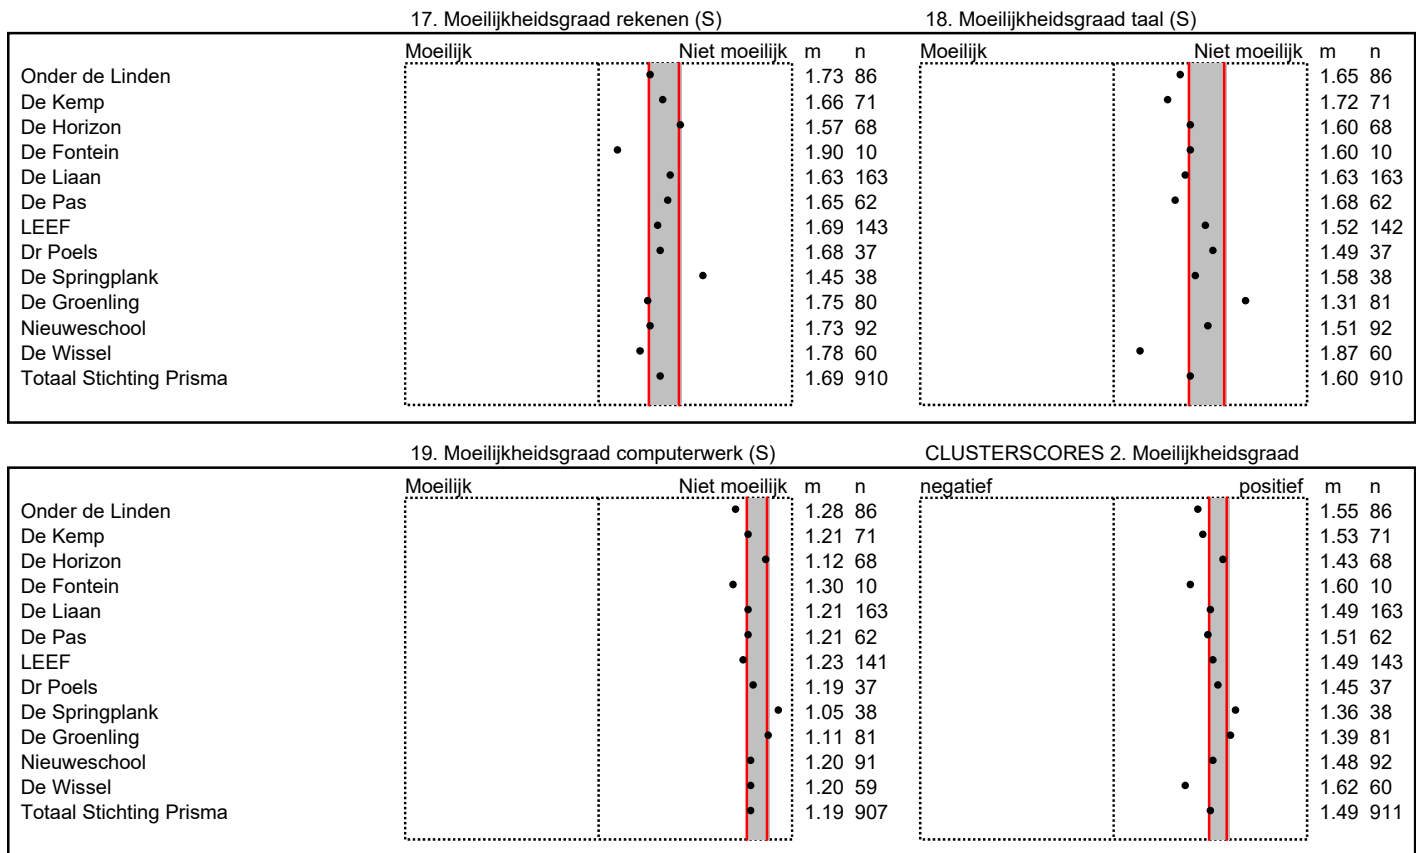 17. Moeilijkheidsgraad rekenen (S) 18. Moeilijkheidsgraad taal (S)
Moeilijk Niet moeilijk m n Moeilijk Niet moeilijk m n
Onder de Linden 1.73 86 1.65 86
De Kemp 1.66 71 1.72 71
De Horizon 1.57 68 1.60 68
De Fontein 1.90 10 1.60 10
De Liaan 1.63 163 1.63 163
De Pas 1.65 62 1.68 62
LEEF 1.69 143 1.52 142
Dr Poels 1.68 37 1.49 37
De Springplank 1.45 38 1.58 38
De Groenling 1.75 80 1.31 81
Nieuweschool 1.73 92 1.51 92
De Wissel 1.78 60 1.87 60
Totaal Stichting Prisma 1.69 910 1.60 910
19. Moeilijkheidsgraad computerwerk (S) CLUSTERSCORES 2. Moeilijkheidsgraad
Moeilijk Niet moeilijk m n negatief positief m n
Onder de Linden 1.28 86 1.55 86
De Kemp 1.21 71 1.53 71
De Horizon 1.12 68 1.43 68
De Fontein 1.30 10 1.60 10
De Liaan 1.21 163 1.49 163
De Pas 1.21 62 1.51 62
LEEF 1.23 141 1.49 143
Dr Poels 1.19 37 1.45 37
De Springplank 1.05 38 1.36 38
De Groenling 1.11 81 1.39 81
Nieuweschool 1.20 91 1.48 92
De Wissel 1.20 59 1.62 60
Totaal Stichting Prisma 1.19 907 1.49 911